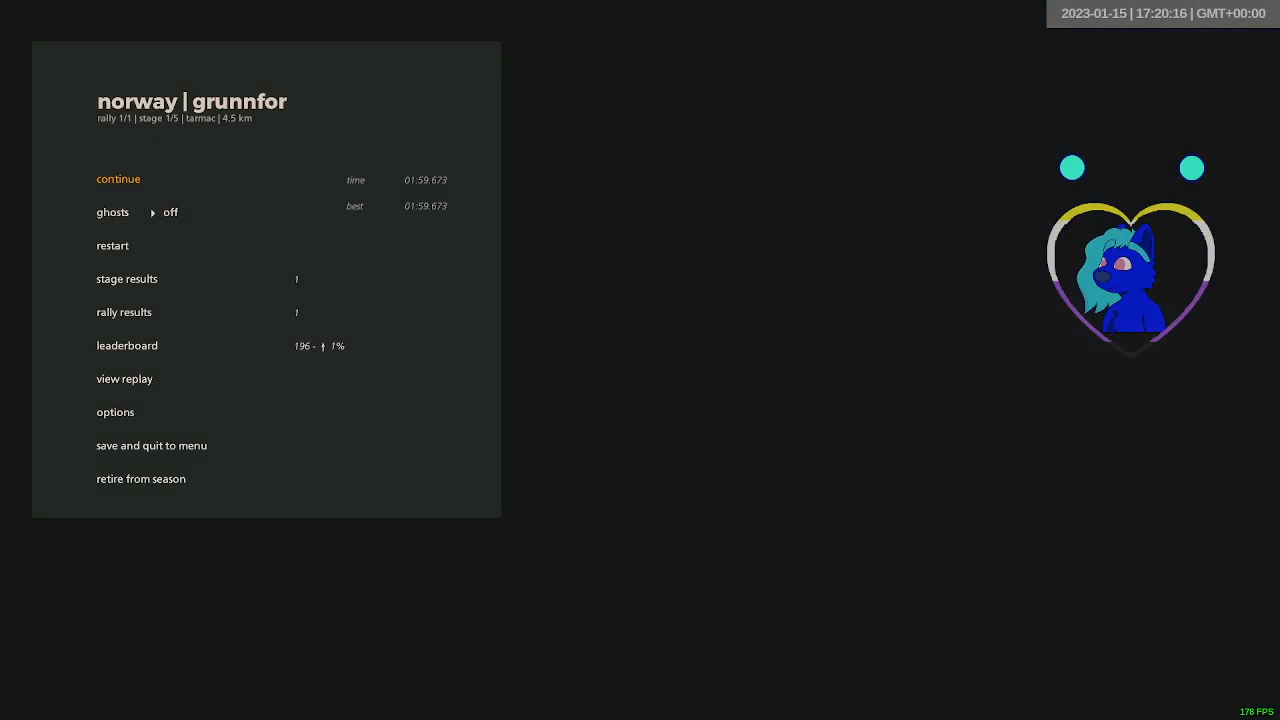 2023-01-15 | 17:20:16 | GMT+00:00
norway | grunnfor
rally 1/1 | stage 1/5 | tarmac | 4.5 km
continue
time 01:59.673
best 01:59.673
ghosts off
restart
stage results 1
rally results 1
leaderboard 196 - 1%
view replay
options
save and quit to menu
retire from season
178 FPS